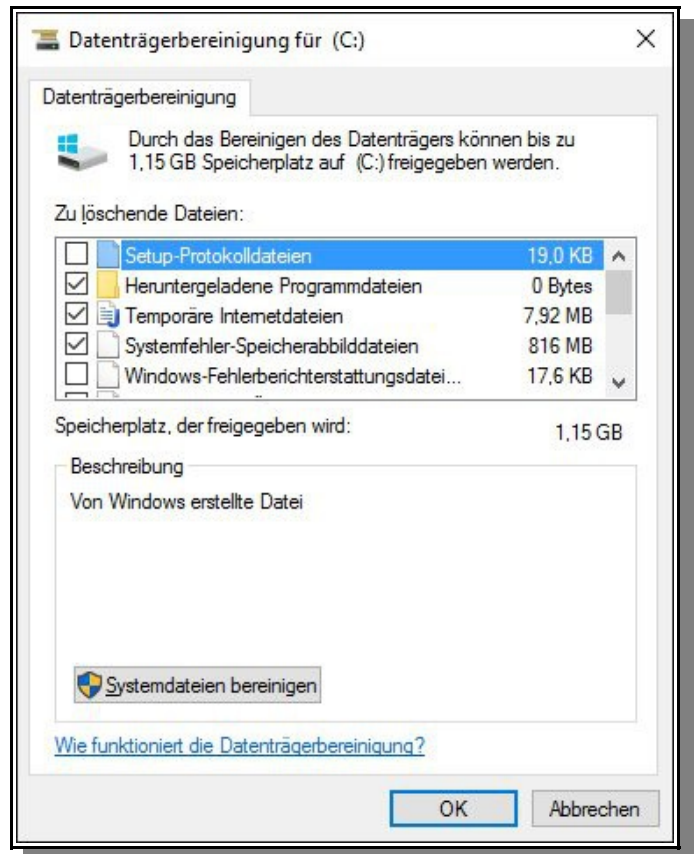 Datenträgerbereinigung für (C:)
Datenträgerbereinigung
Durch das Bereinigen des Datenträgers können bis zu
1,15 GB Speicherplatz auf (C:) freigegeben werden.
Zu löschende Dateien:
Setup-Protokolldateien 19,0 KB
Heruntergeladene Programmdateien 0 Bytes
Temporäre Internetdateien 7,92 MB
Systemfehler-Speicherabbilddateien 816 MB
Windows-Fehlerberichterstattungsdatei... 17,6 KB
Speicherplatz, der freigegeben wird: 1,15 GB
Beschreibung
Von Windows erstellte Datei
Systemdateien bereinigen
Wie funktioniert die Datenträgerbereinigung?
OK Abbrechen